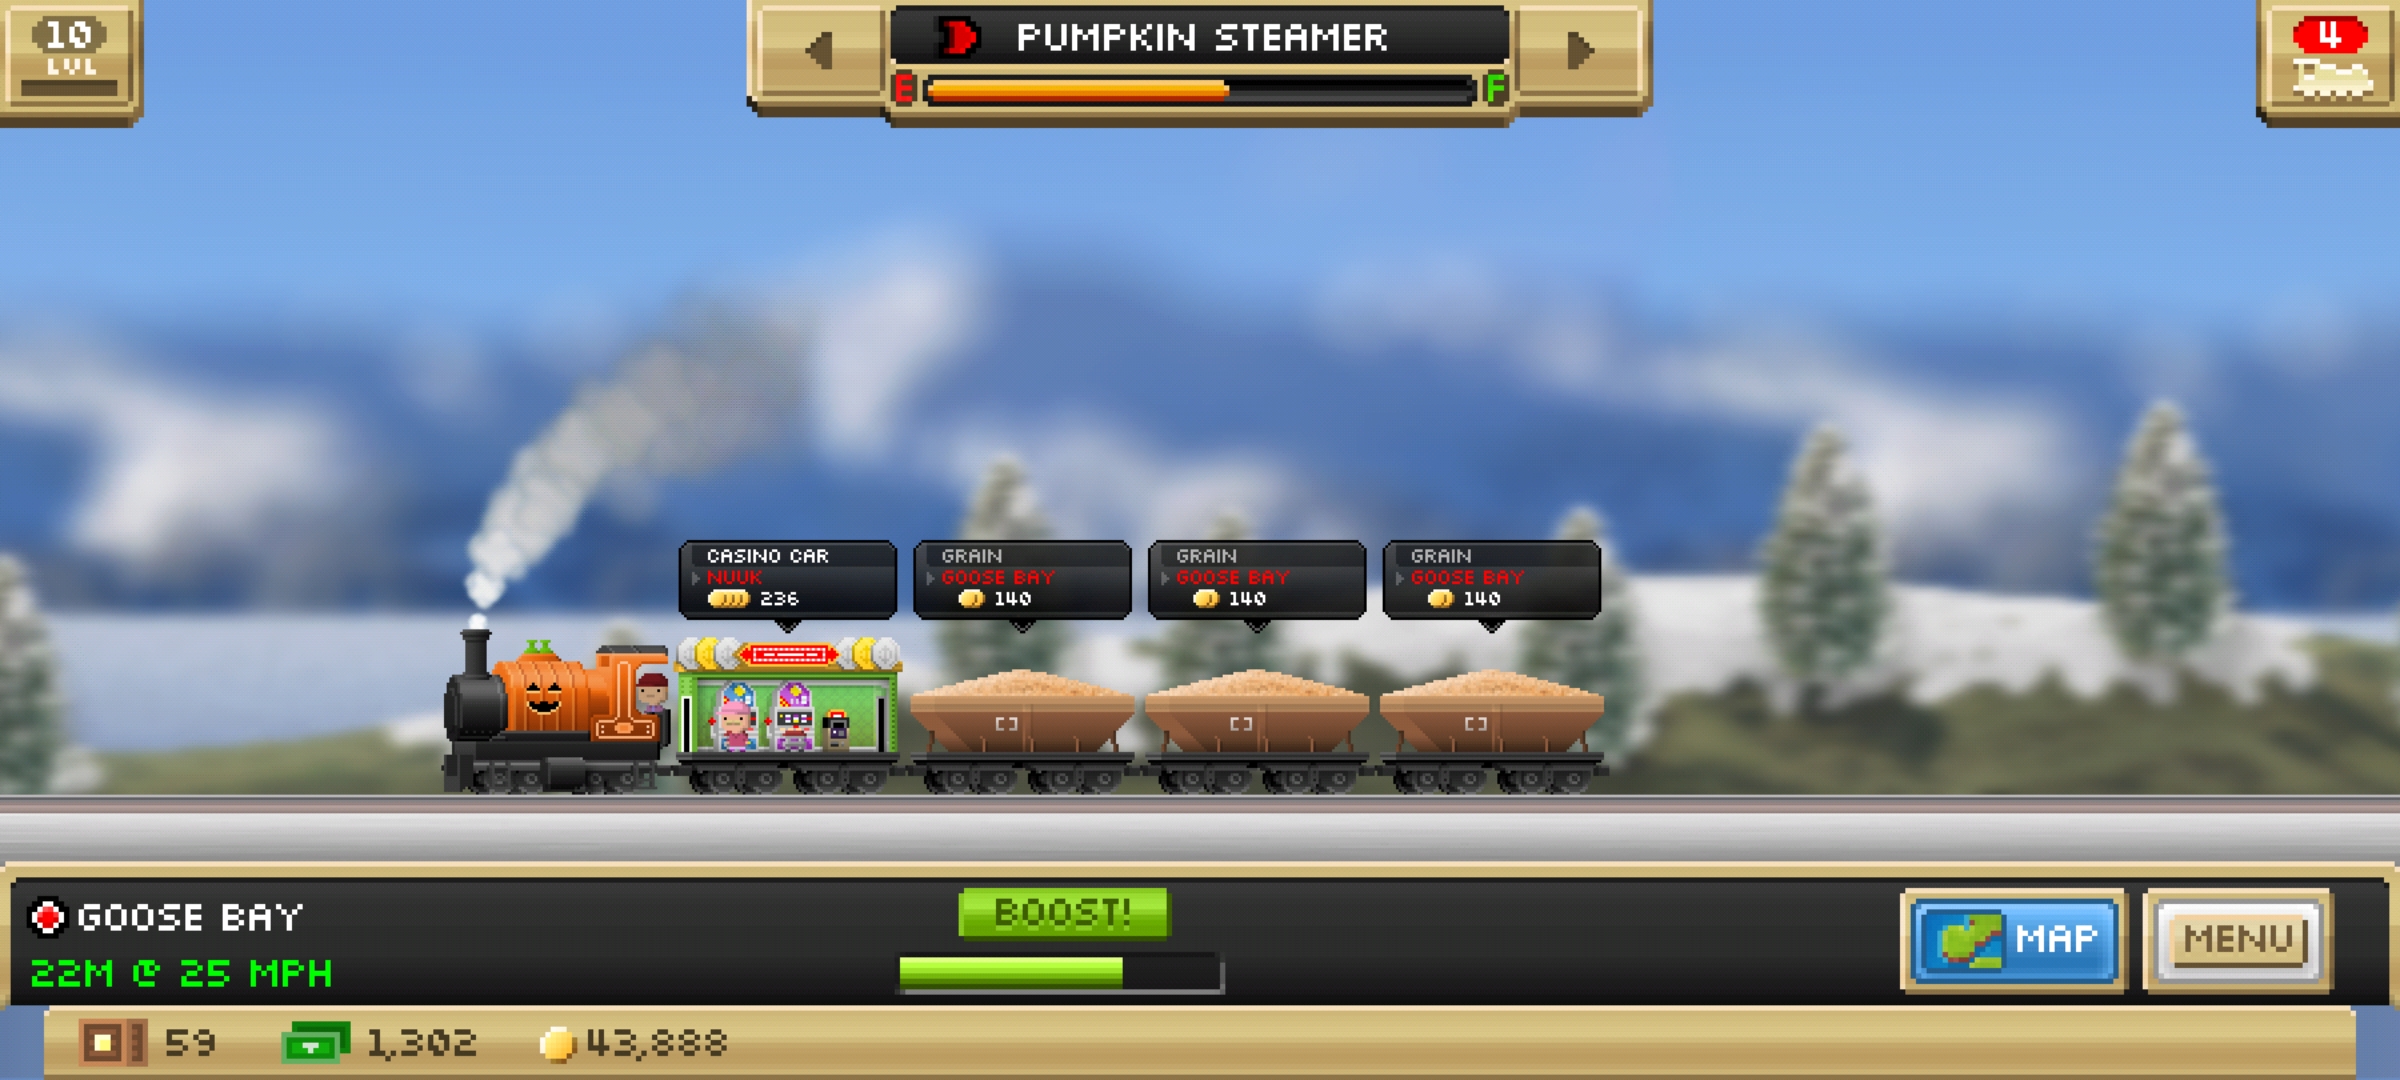 10
LVL
PUMPKIN STEAMER
E F
4
CASINO CAR
NUUK
236
GRAIN
GOOSE BAY
140
GRAIN
GOOSE BAY
140
GRAIN
GOOSE BAY
140
GOOSE BAY
22M @ 25 MPH
BOOST!
MAP
MENU
59
1,302
43,888